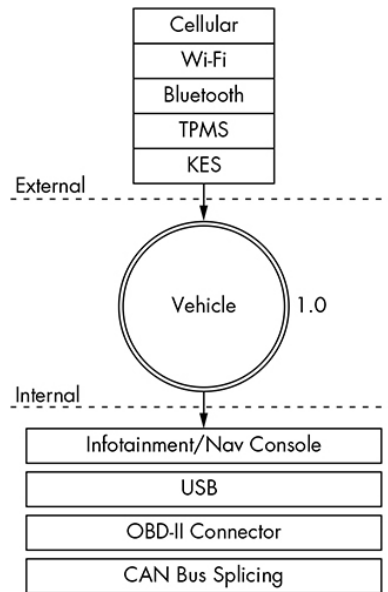 Cellular
Wi-Fi
Bluetooth
TPMS
KES
External
Vehicle 1.0
Internal
Infotainment/Nav Console
USB
OBD-II Connector
CAN Bus Splicing